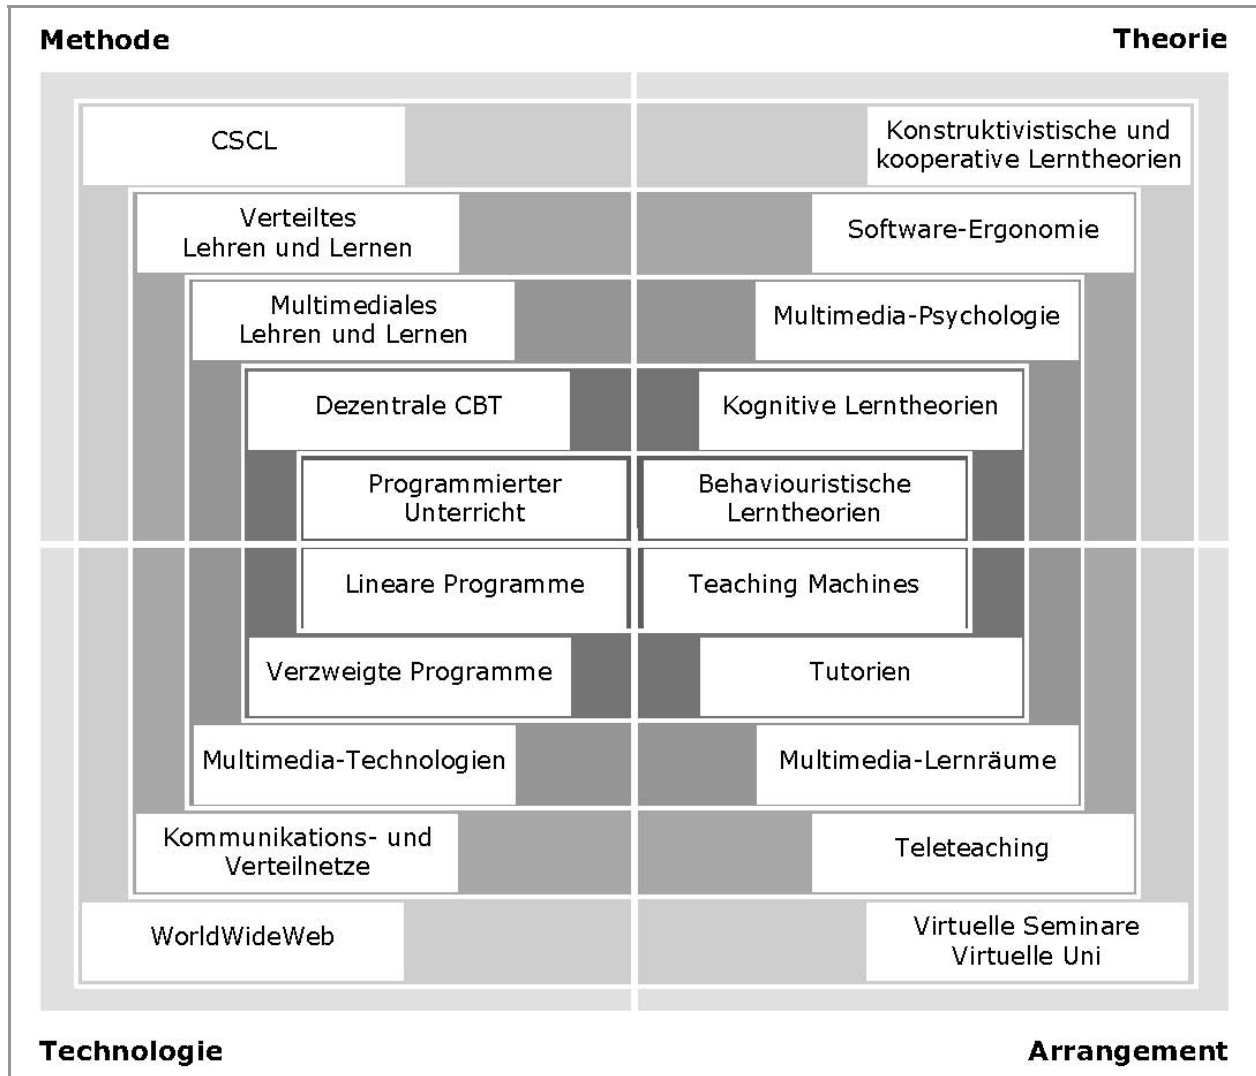 Methode
Theorie
CSCL
Konstruktivistische und
kooperative Lerntheorien
Verteiltes
Lehren und Lernen
Software-Ergonomie
Multimediales
Lehren und Lernen
Multimedia-Psychologie
Dezentrale CBT
Kognitive Lerntheorien
Programmierter
Unterricht
Behaviouristische
Lerntheorien
Lineare Programme
Teaching Machines
Verzweigte Programme
Tutorien
Multimedia-Technologien
Multimedia-Lernräume
Kommunikations- und
Verteilnetze
Teleteaching
WorldWideWeb
Virtuelle Seminare
Virtuelle Uni
Technologie
Arrangement